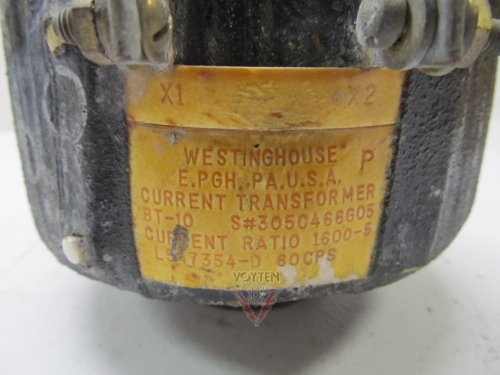 X1 X2
WESTINGHOUSE P
E.PGH., PA.U.S.A.
CURRENT TRANSFORMER
BT-10 S#305C466G05
CURRENT RATIO 1600-5
60CPS
VOYTEN